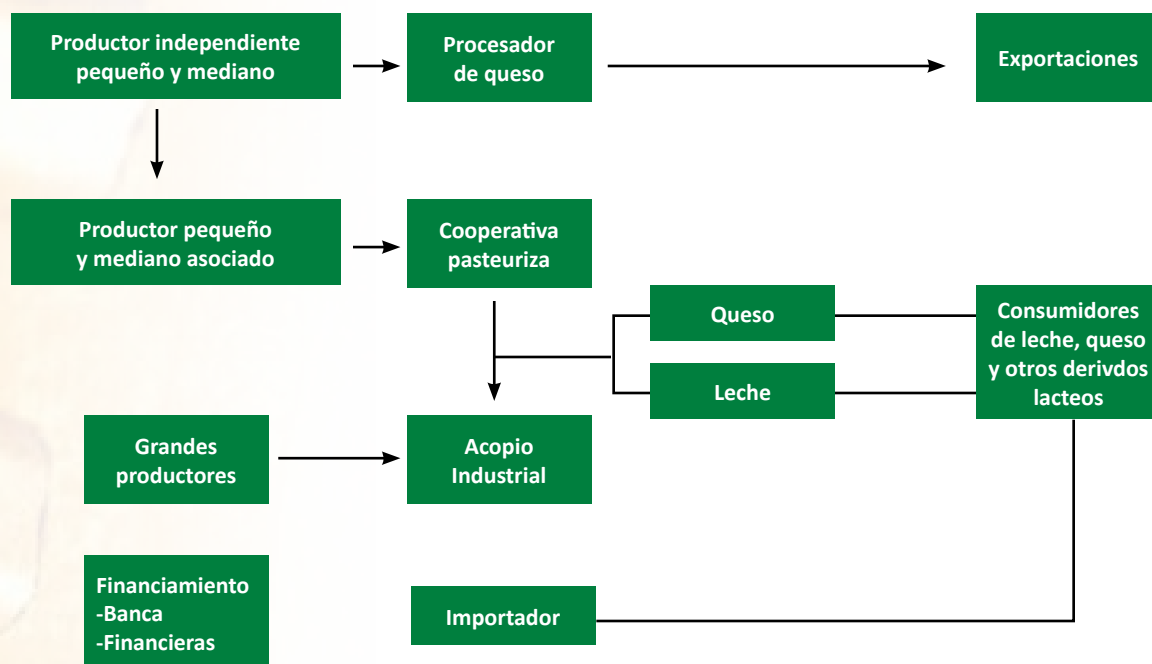 Productor independiente
pequeño y mediano
Procesador
de queso
Exportaciones
Productor pequeño
y mediano asociado
Cooperativa
pasteuriza
Queso
Leche
Consumidores
de leche, queso
y otros derivdos
lacteos
Grandes
productores
Acopio
Industrial
Financiamiento
-Banca
-Financieras
Importador